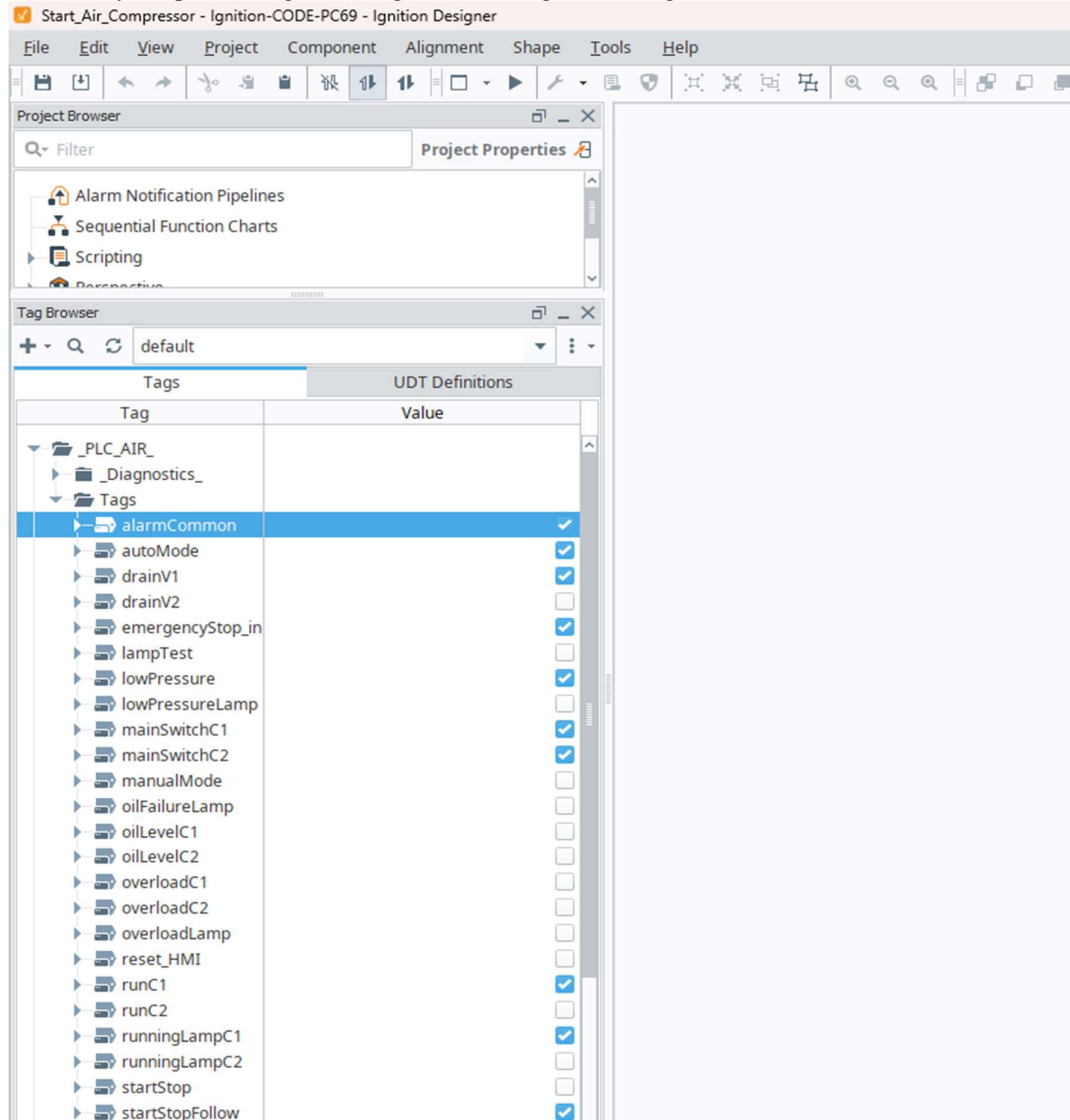 Start_Air_Compressor - Ignition-CODE-PC69 - Ignition Designer
File Edit View Project Component Alignment Shape Tools Help
Project Browser
Filter
Project Properties
Alarm Notification Pipelines
Sequential Function Charts
Scripting
Perspective
Tag Browser
default
Tags UDT Definitions
Tag Value
_PLC_AIR_
_Diagnostics_
Tags
alarmCommon
autoMode
drainV1
drainV2
emergencyStop_in
lampTest
lowPressure
lowPressureLamp
mainSwitchC1
mainSwitchC2
manualMode
oilFailureLamp
oilLevelC1
oilLevelC2
overloadC1
overloadC2
overloadLamp
reset_HMI
runC1
runC2
runningLampC1
runningLampC2
startStop
startStopFollow